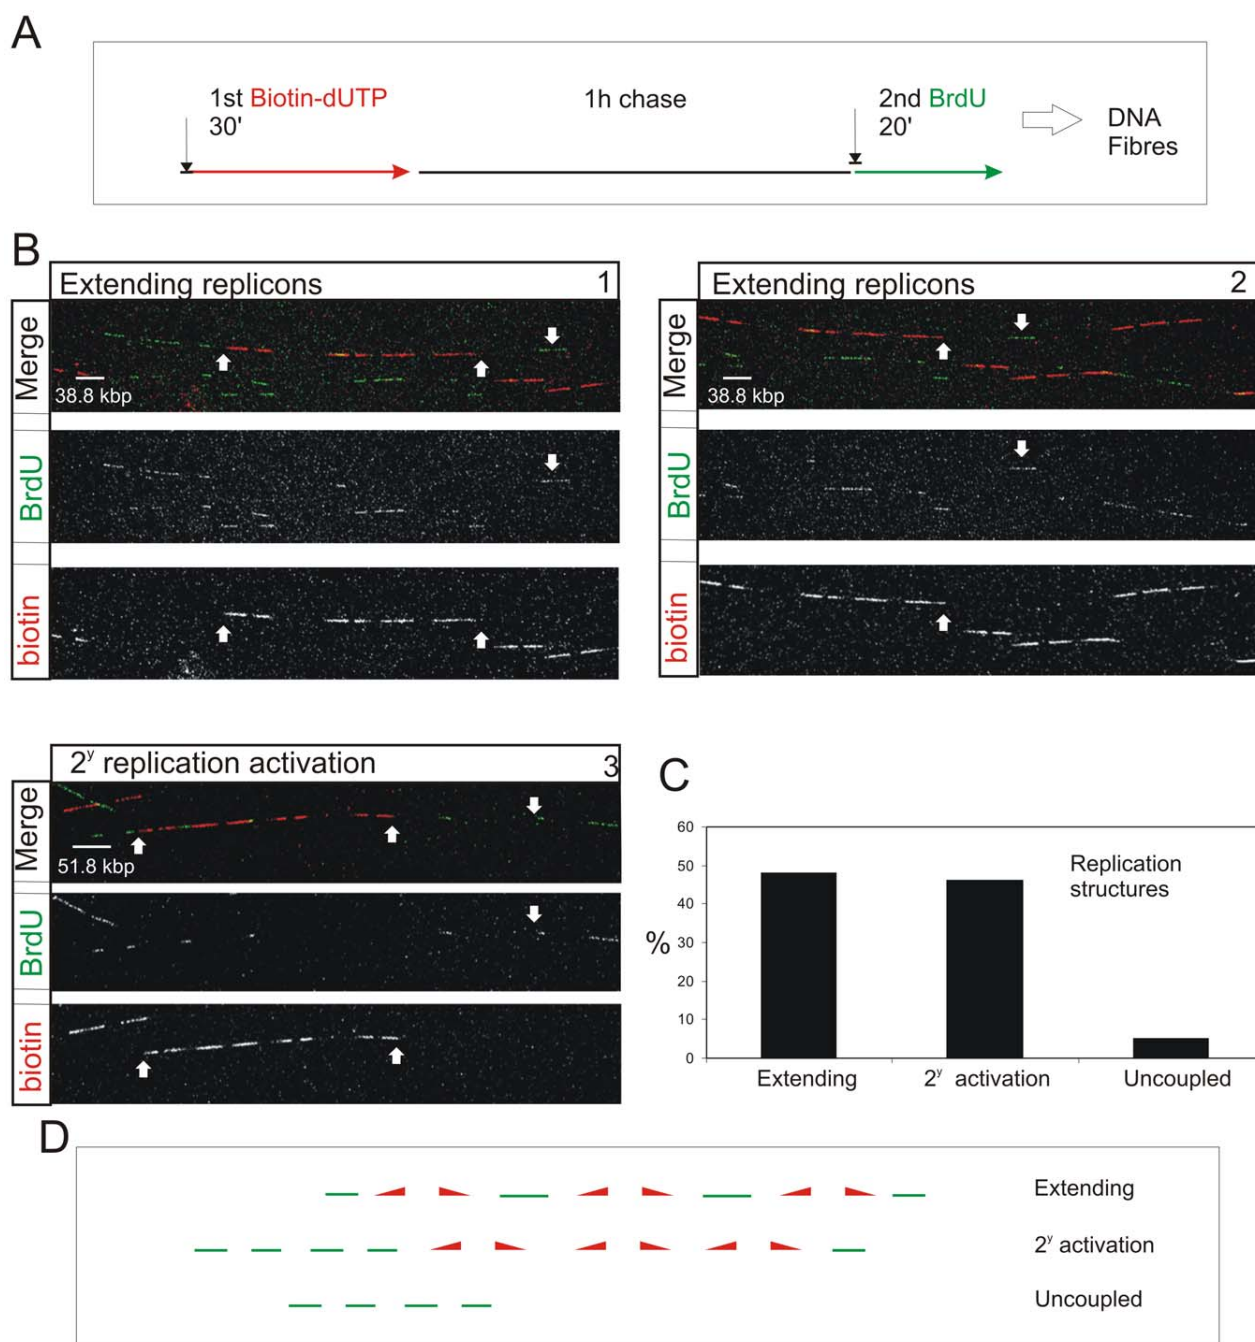 A
1st Biotin-dUTP
30'
1h chase
2nd BrdU
20'
DNA
Fibres
B
Extending replicons 1
Merge
38.8 kbp
BrdU
biotin
Extending replicons 2
Merge
38.8 kbp
BrdU
biotin
2ʸ replication activation 3
Merge
51.8 kbp
BrdU
biotin
C
60
50
40
30
20
10
0
%
Replication
structures
Extending
2ʸ activation
Uncoupled
D
Extending
2ʸ activation
Uncoupled